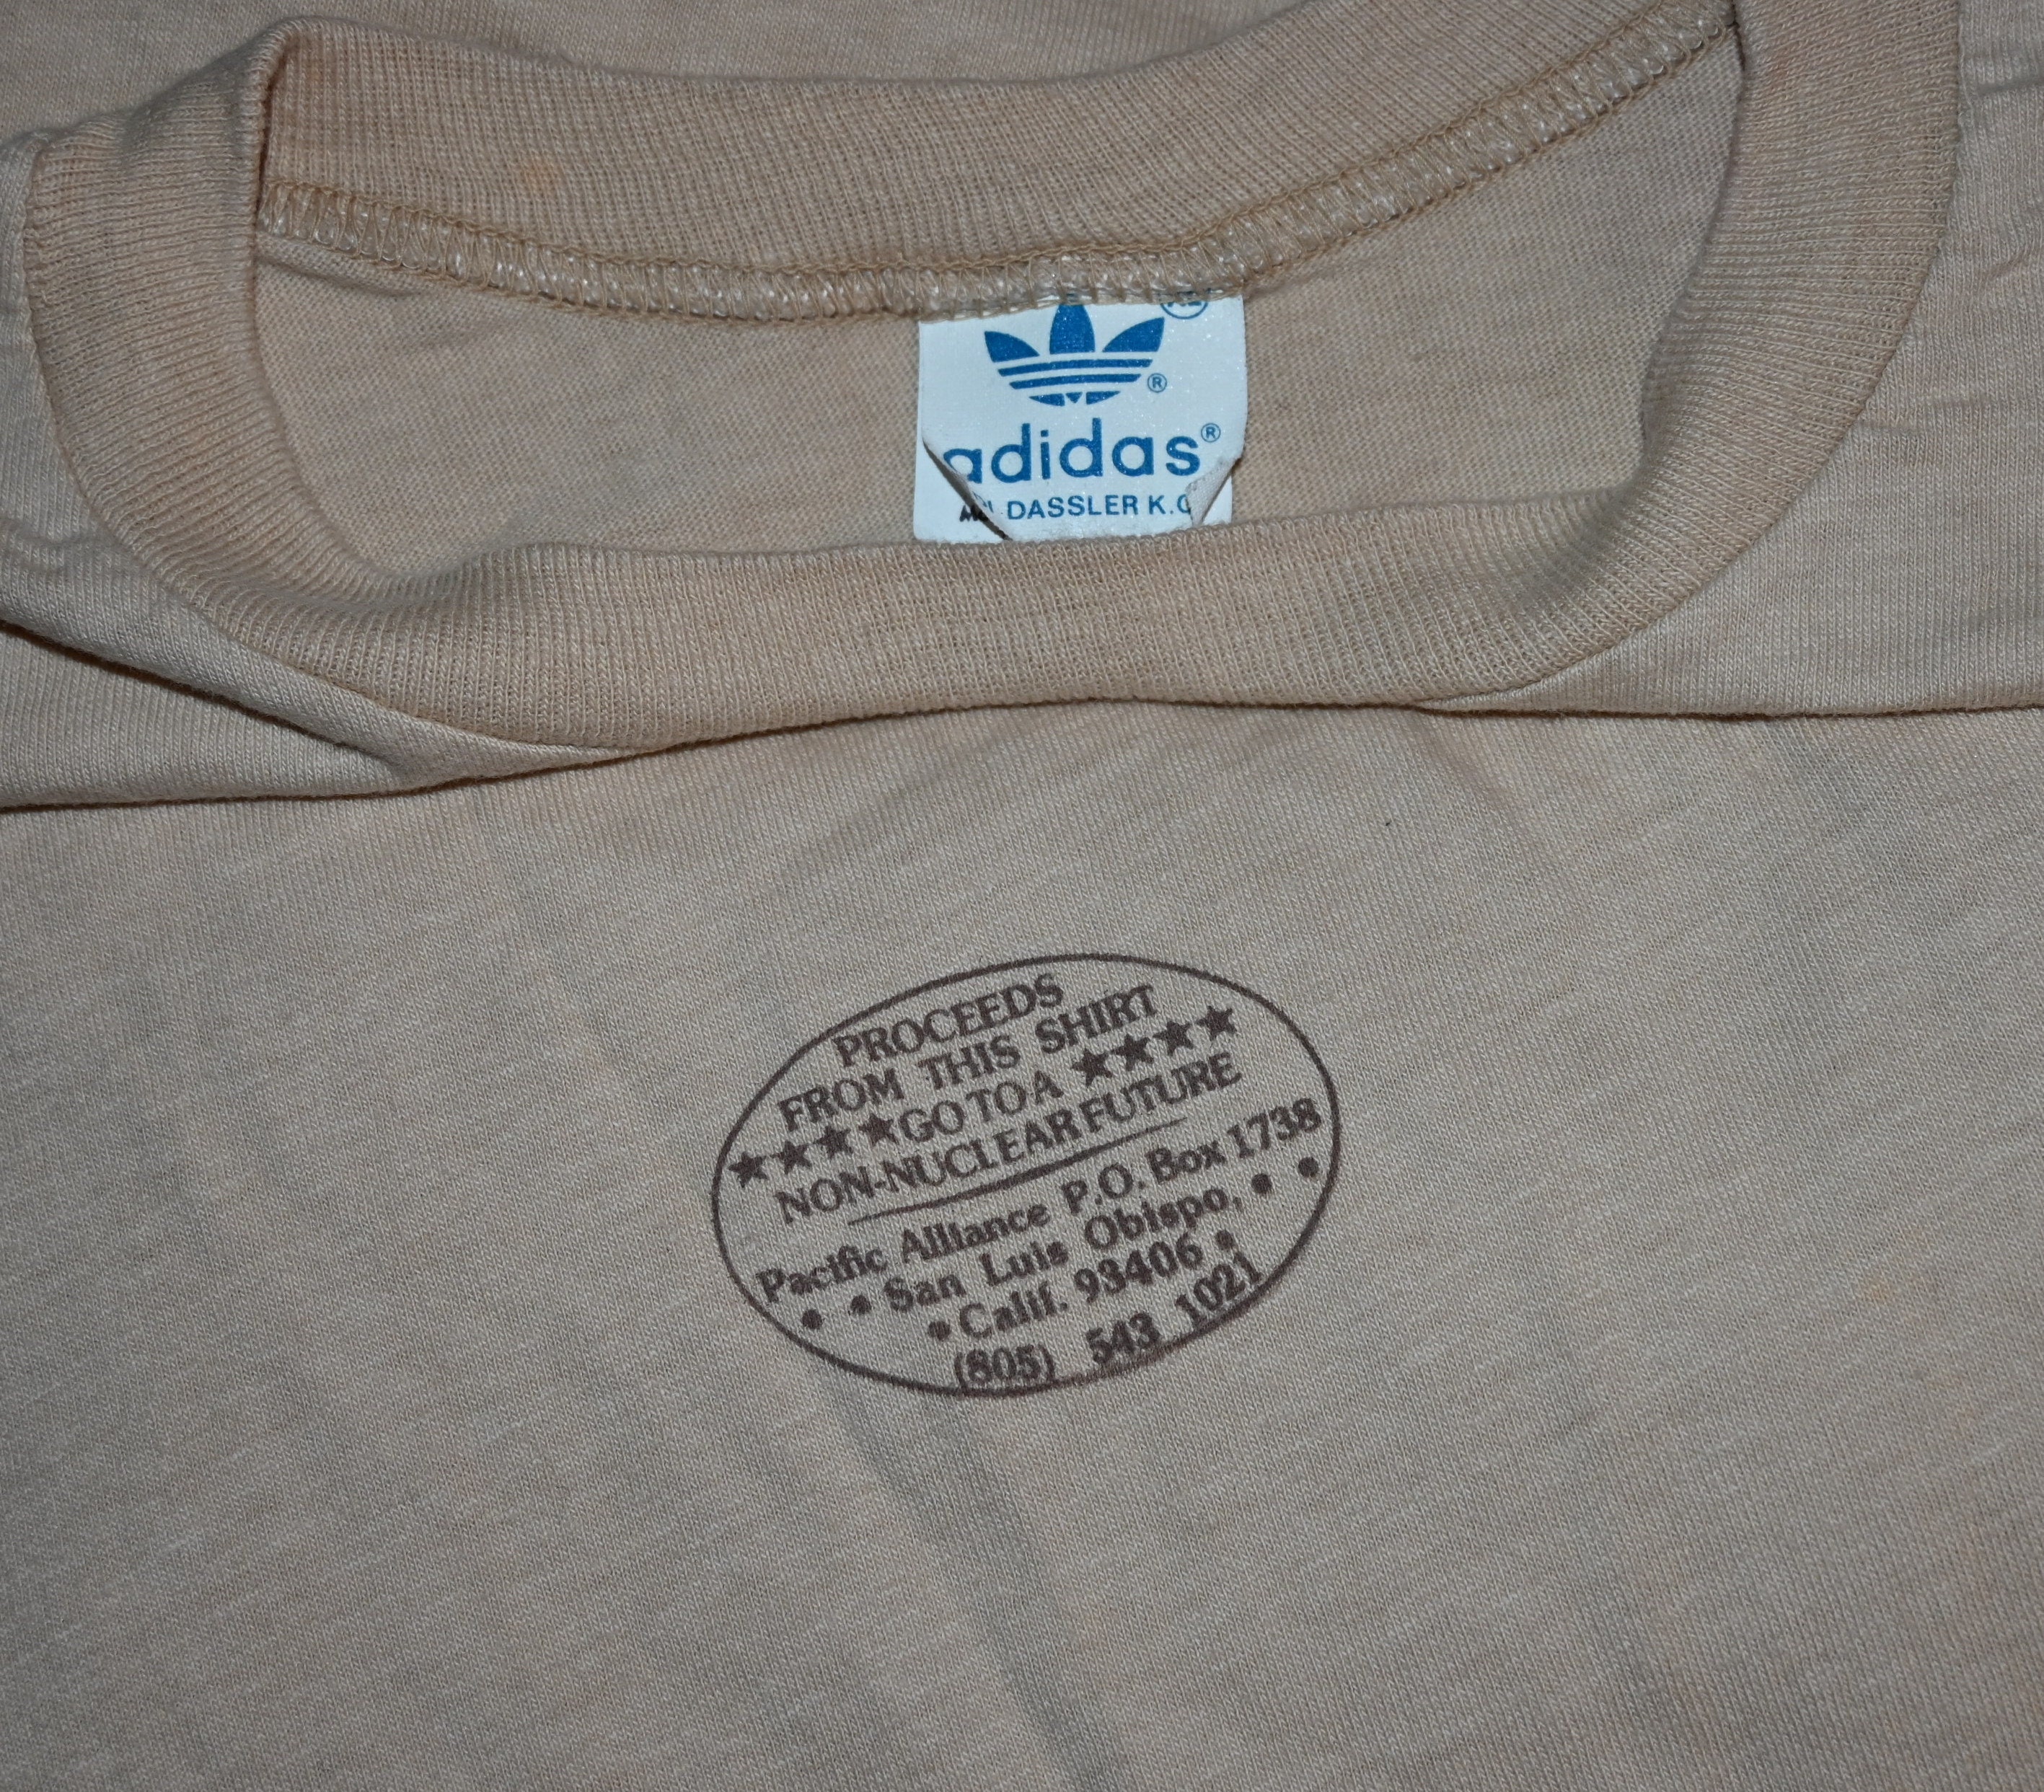 ®
adidas®
DASSLER K.
PROCEEDS
FROM THIS SHIRT
★★★★GO TO A★★★★
NON-NUCLEAR FUTURE
Pacific Alliance P.O. Box 1738
• • San Luis Obispo, • •
• Calif. 93406 •
(805) 543 1021